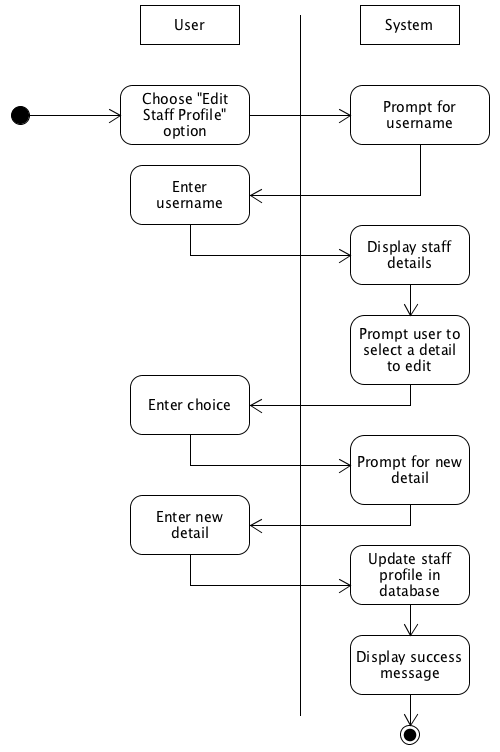 User
System
Choose "Edit
Staff Profile"
option
Prompt for
username
Enter
username
Display staff
details
Prompt user to
select a detail
to edit
Enter choice
Prompt for new
detail
Enter new
detail
Update staff
profile in
database
Display success
message